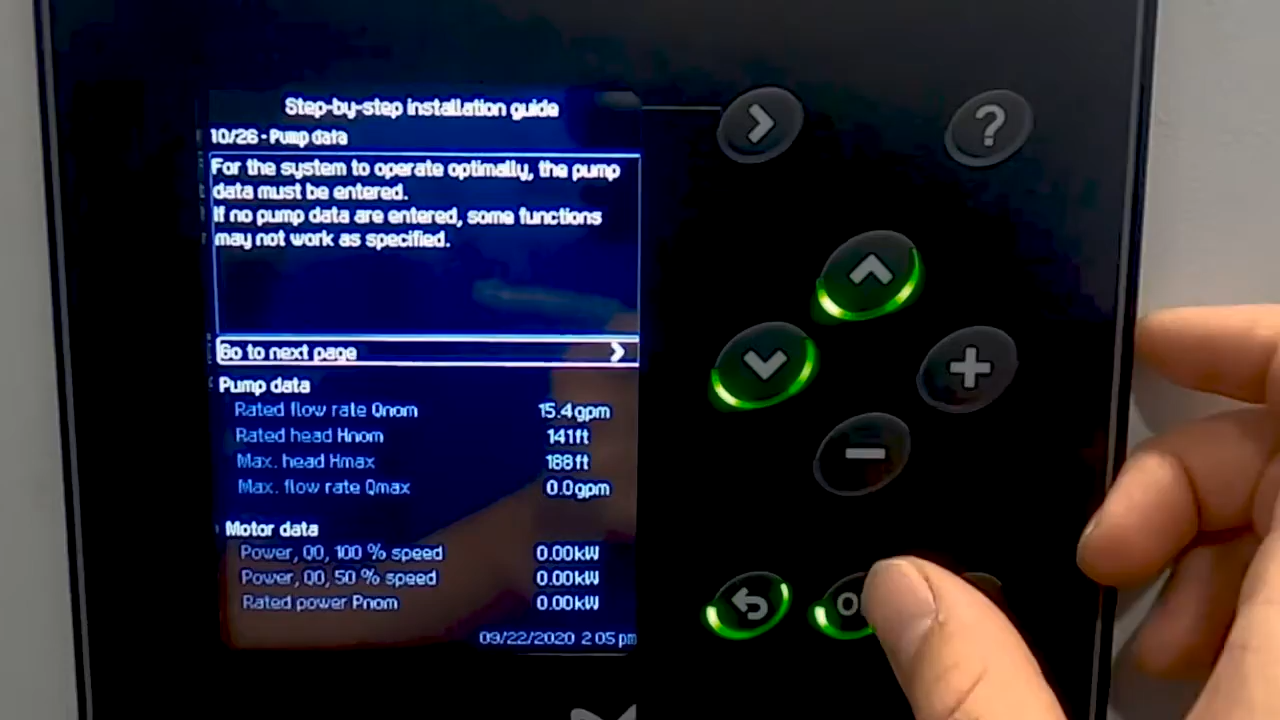 Step-by-step installation guide
10/26 - Pump data
For the system to operate optimally, the pump
data must be entered.
If no pump data are entered, some functions
may not work as specified.
Go to next page
Pump data
Rated flow rate Qnom 15.4gpm
Rated head Hnom 141ft
Max. head Hmax 188ft
Max. flow rate Qmax 0.0gpm
Motor data
Power, Q0, 100 % speed 0.00kW
Power, Q0, 50 % speed 0.00kW
Rated power Pnom 0.00kW
09/22/2020 2:05pm
?